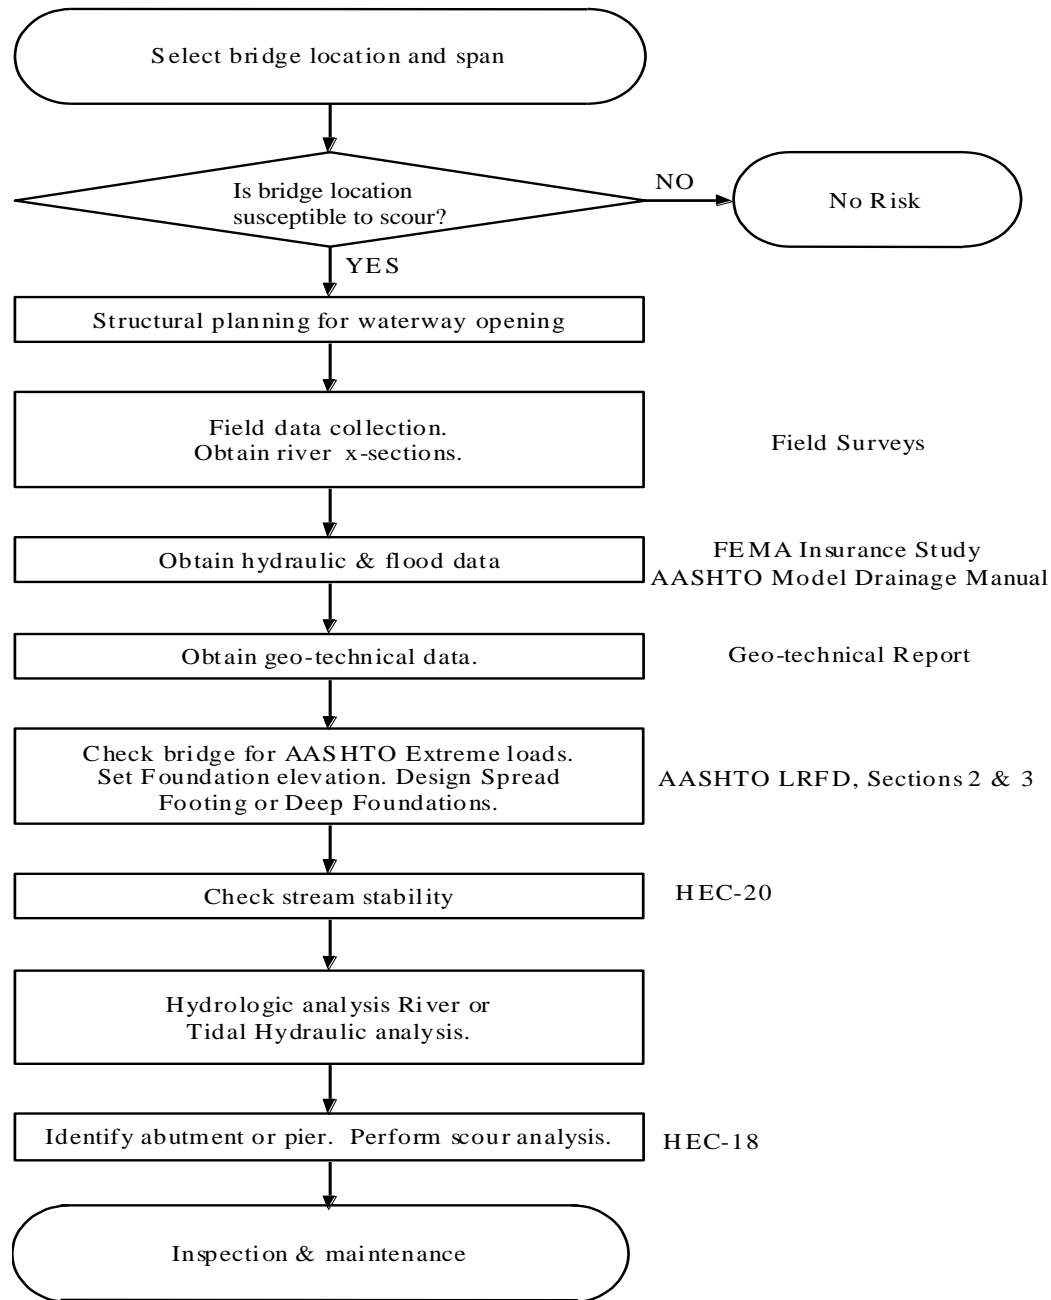 Select bridge location and span
Is bridge location
susceptible to scour?
NO
No Risk
YES
Structural planning for waterway opening
Field data collection.
Obtain river x-sections.
Field Surveys
Obtain hydraulic & flood data
FEMA Insurance Study
AASHTO Model Drainage Manual
Obtain geo-technical data.
Geo-technical Report
Check bridge for AASHTO Extreme loads.
Set Foundation elevation. Design Spread
Footing or Deep Foundations.
AASHTO LRFD, Sections 2 & 3
Check stream stability
HEC-20
Hydrologic analysis River or
Tidal Hydraulic analysis.
Identify abutment or pier. Perform scour analysis.
HEC-18
Inspection & maintenance